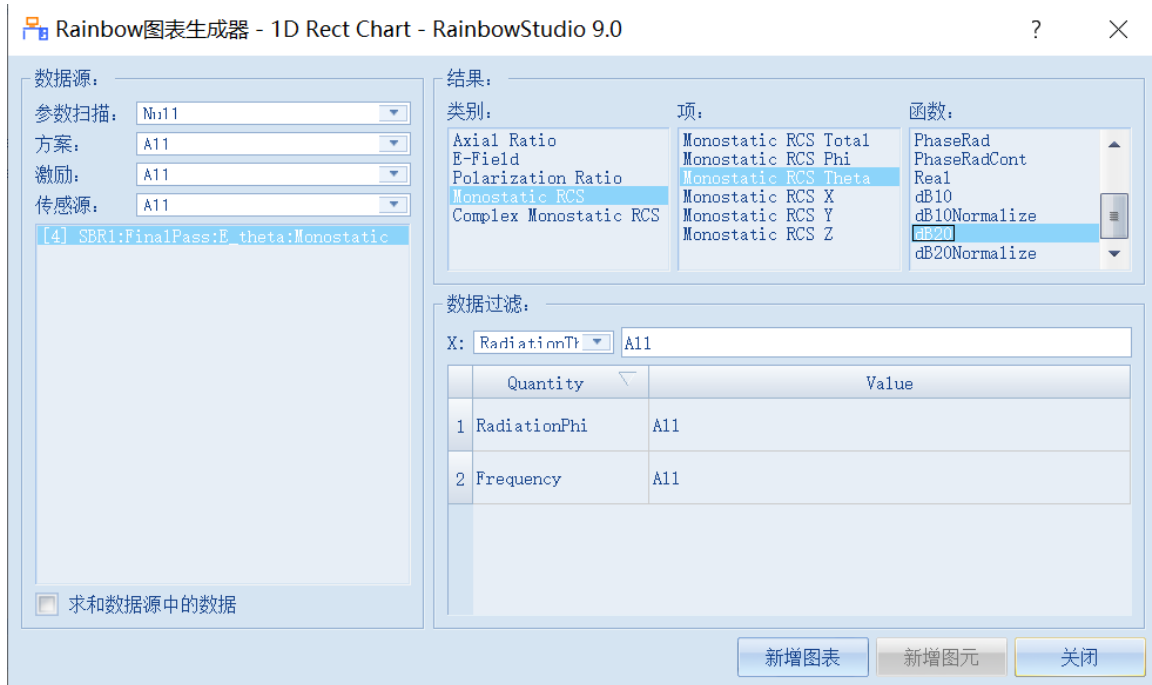 Rainbow图表生成器 - 1D Rect Chart - RainbowStudio 9.0
?
数据源:
参数扫描: Null
方案: All
激励: All
传感源: All
[4] SBR1:FinalPass:E_theta:Monostatic
求和数据源中的数据
结果:
类别:
Axial Ratio
E-Field
Polarization Ratio
Monostatic RCS
Complex Monostatic RCS
项:
Monostatic RCS Total
Monostatic RCS Phi
Monostatic RCS Theta
Monostatic RCS X
Monostatic RCS Y
Monostatic RCS Z
函数:
PhaseRad
PhaseRadCont
Real
dB10
dB10Normalize
dB20
dB20Normalize
数据过滤:
X: RadiationTh All
Quantity Value
1 RadiationPhi All
2 Frequency All
新增图表 新增图元 关闭